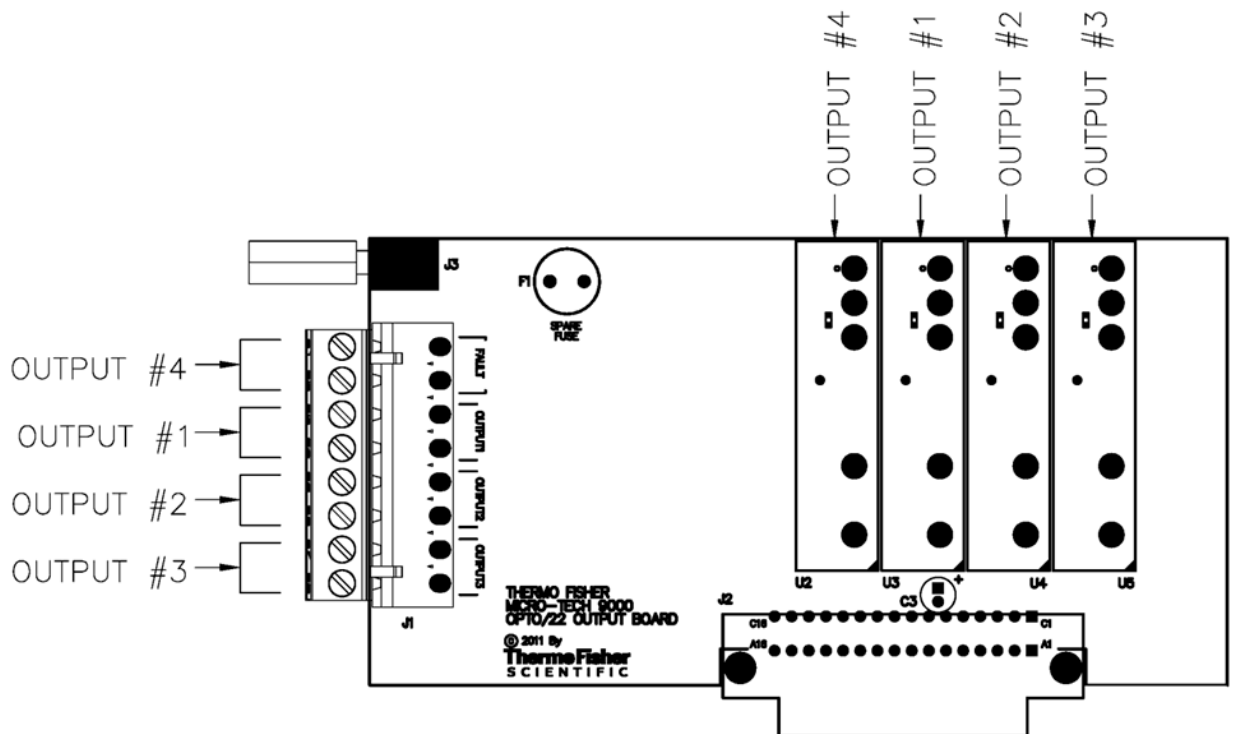 OUTPUT #4
OUTPUT #1
OUTPUT #2
OUTPUT #3
J3
F1
SPARE
FUSE
OUTPUT #4
OUTPUT #1
OUTPUT #2
OUTPUT #3
FAULT
OUTPUT1
OUTPUT2
OUTPUT3
J1
THERMO FISHER
MICRO-TECH 9000
OPTO/22 OUTPUT BOARD
© 2011 By
ThermoFisher
SCIENTIFIC
U2
U3
U4
U5
+
C3
J2
C16
C1
A16
A1